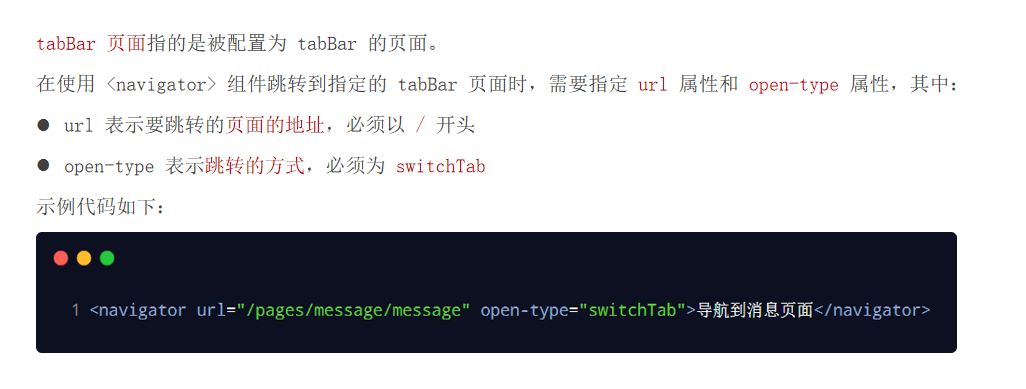 tabBar 页面指的是被配置为 tabBar 的页面。
在使用 <navigator> 组件跳转到指定的 tabBar 页面时，需要指定 url 属性和 open-type 属性，其中：
● url 表示要跳转的页面的地址，必须以 / 开头
● open-type 表示跳转的方式，必须为 switchTab
示例代码如下：
1 <navigator url="/pages/message/message" open-type="switchTab">导航到消息页面</navigator>